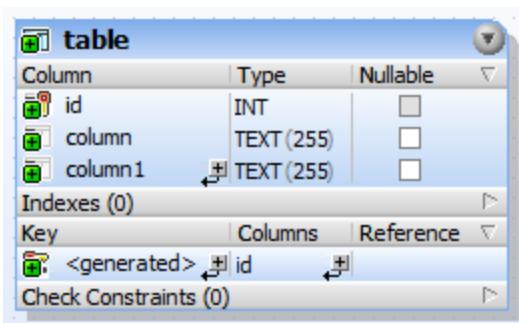 table
Column Type Nullable
id INT
column TEXT (255)
column1 TEXT (255)
Indexes (0)
Key Columns Reference
<generated> id
Check Constraints (0)